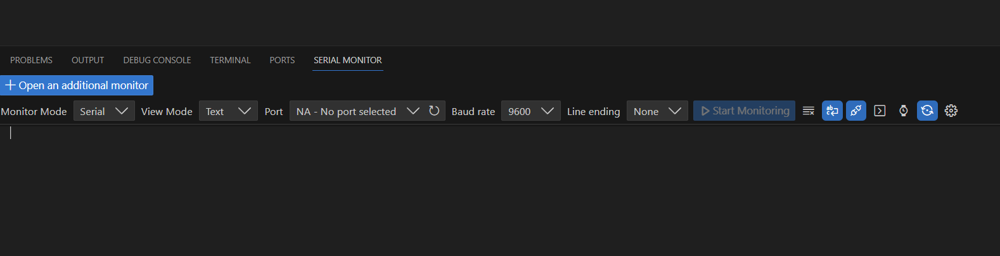 PROBLEMS OUTPUT DEBUG CONSOLE TERMINAL PORTS SERIAL MONITOR
Open an additional monitor
Monitor Mode Serial View Mode Text Port NA - No port selected Baud rate 9600 Line ending None Start Monitoring